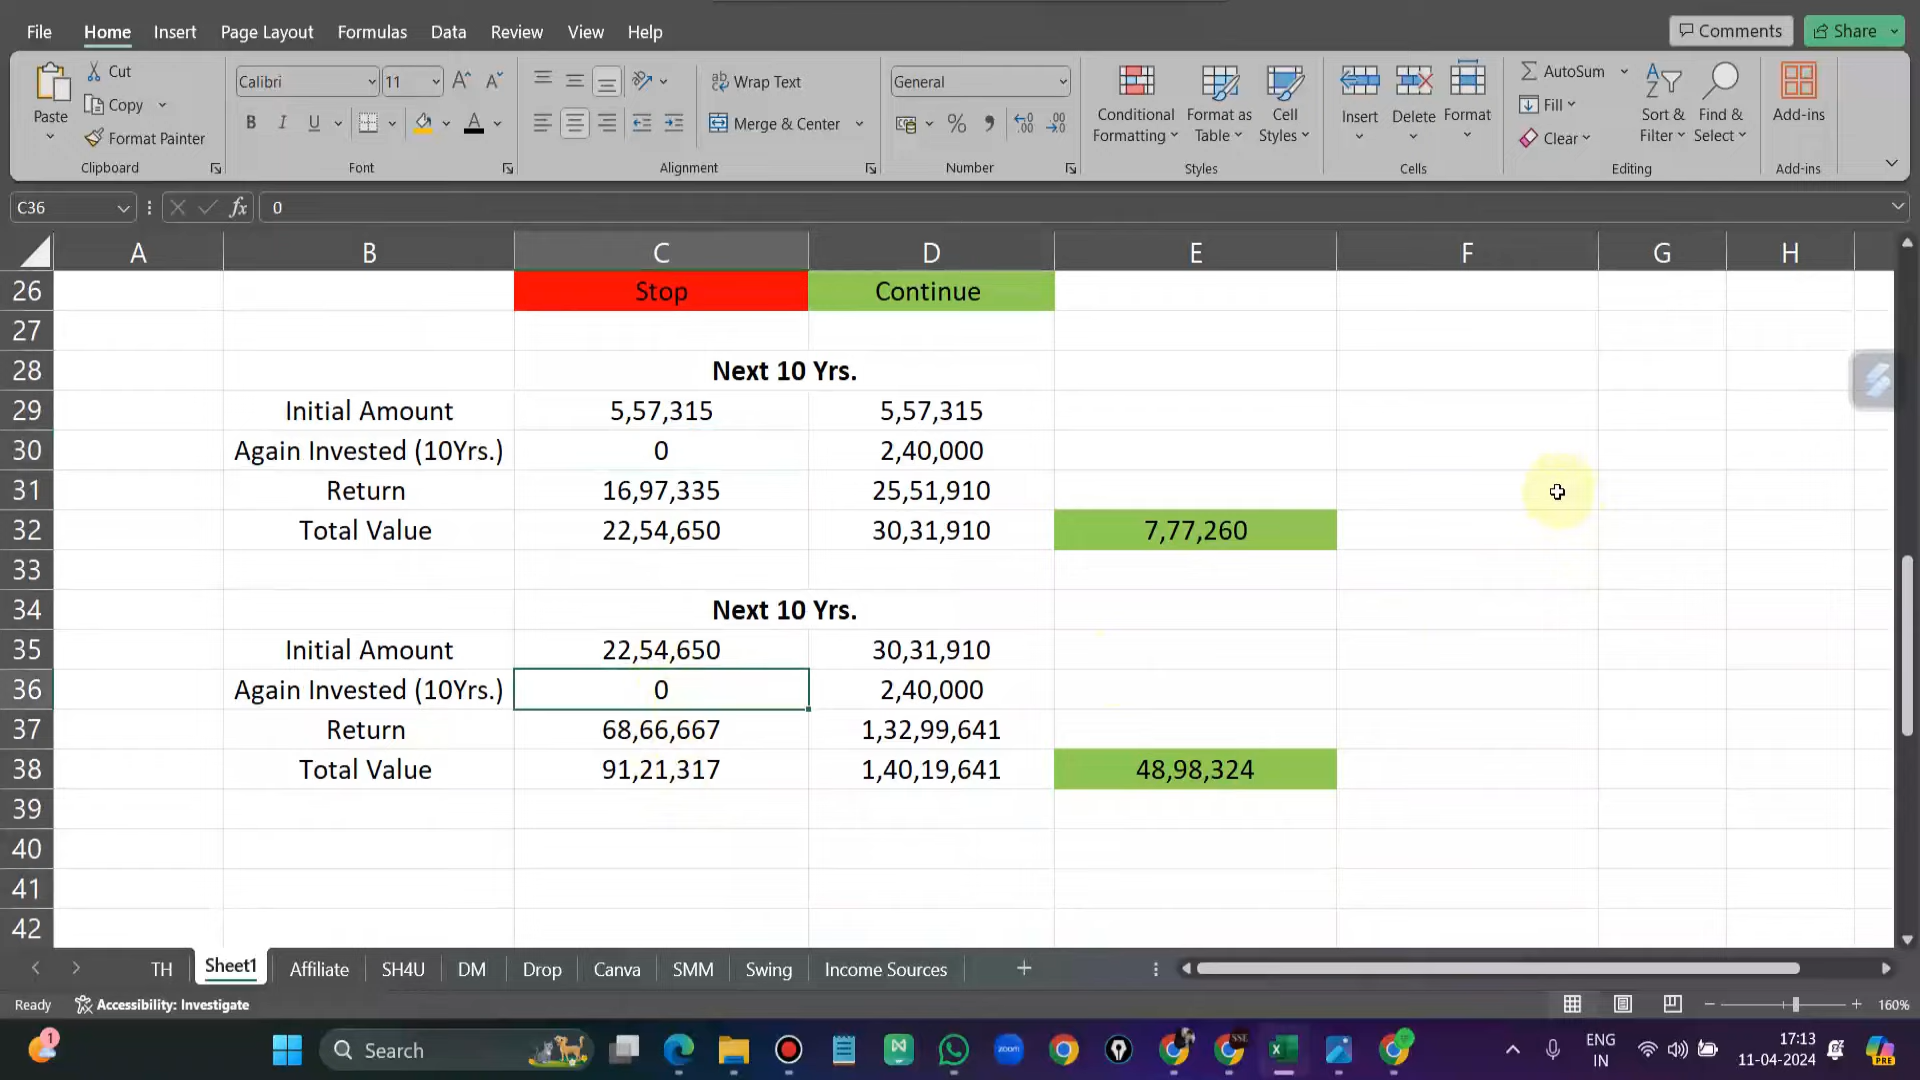 File Home Insert Page Layout Formulas Data Review View Help Comments Share
Paste Cut Copy Format Painter Clipboard
Calibri 11 B I U A Font
Wrap Text Merge & Center Alignment
General % Number
Conditional Formatting Format as Table Cell Styles Styles
Insert Delete Format Cells
AutoSum Fill Clear Sort & Filter Find & Select Editing
Add-ins Add-ins
C36 fx 0
A B C D E F G H
26 Stop Continue
27
28 Next 10 Yrs.
29 Initial Amount 5,57,315 5,57,315
30 Again Invested (10Yrs.) 0 2,40,000
31 Return 16,97,335 25,51,910
32 Total Value 22,54,650 30,31,910 7,77,260
33
34 Next 10 Yrs.
35 Initial Amount 22,54,650 30,31,910
36 Again Invested (10Yrs.) 0 2,40,000
37 Return 68,66,667 1,32,99,641
38 Total Value 91,21,317 1,40,19,641 48,98,324
39
40
41
42
TH Sheet1 Affiliate SH4U DM Drop Canva SMM Swing Income Sources
Ready Accessibility: Investigate 160%
1 Search zoom SSE ENG 17:13 PRE
IN 11-04-2024